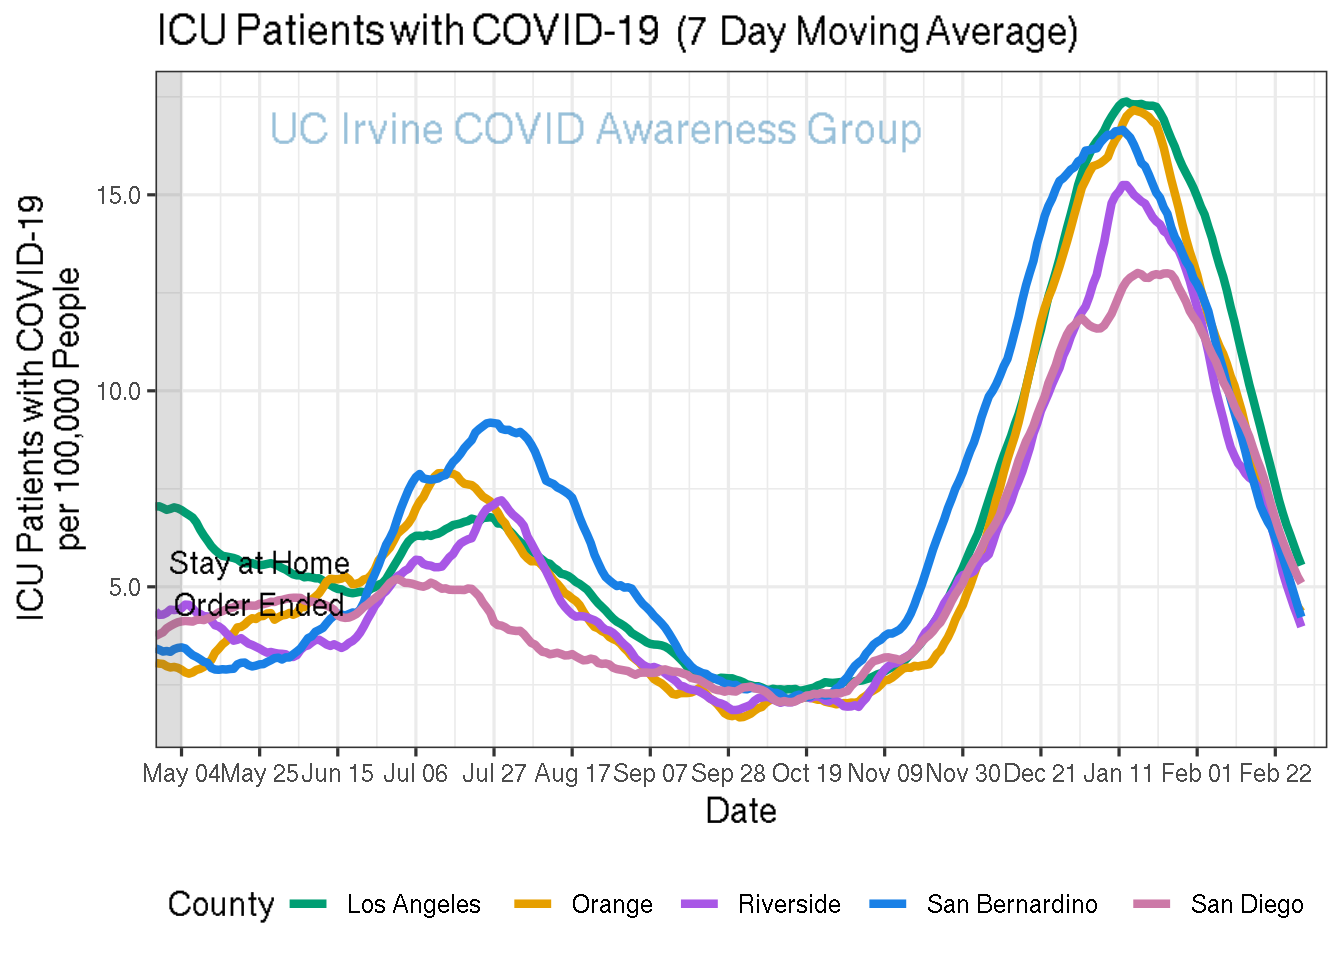 ICU Patients with COVID-19 (7 Day Moving Average)
UC Irvine COVID Awareness Group
ICU Patients with COVID-19
per 100,000 People
15.0
10.0
5.0
Stay at Home
Order Ended
May 04 May 25 Jun 15 Jul 06 Jul 27 Aug 17 Sep 07 Sep 28 Oct 19 Nov 09 Nov 30 Dec 21 Jan 11 Feb 01 Feb 22
Date
County Los Angeles Orange Riverside San Bernardino San Diego